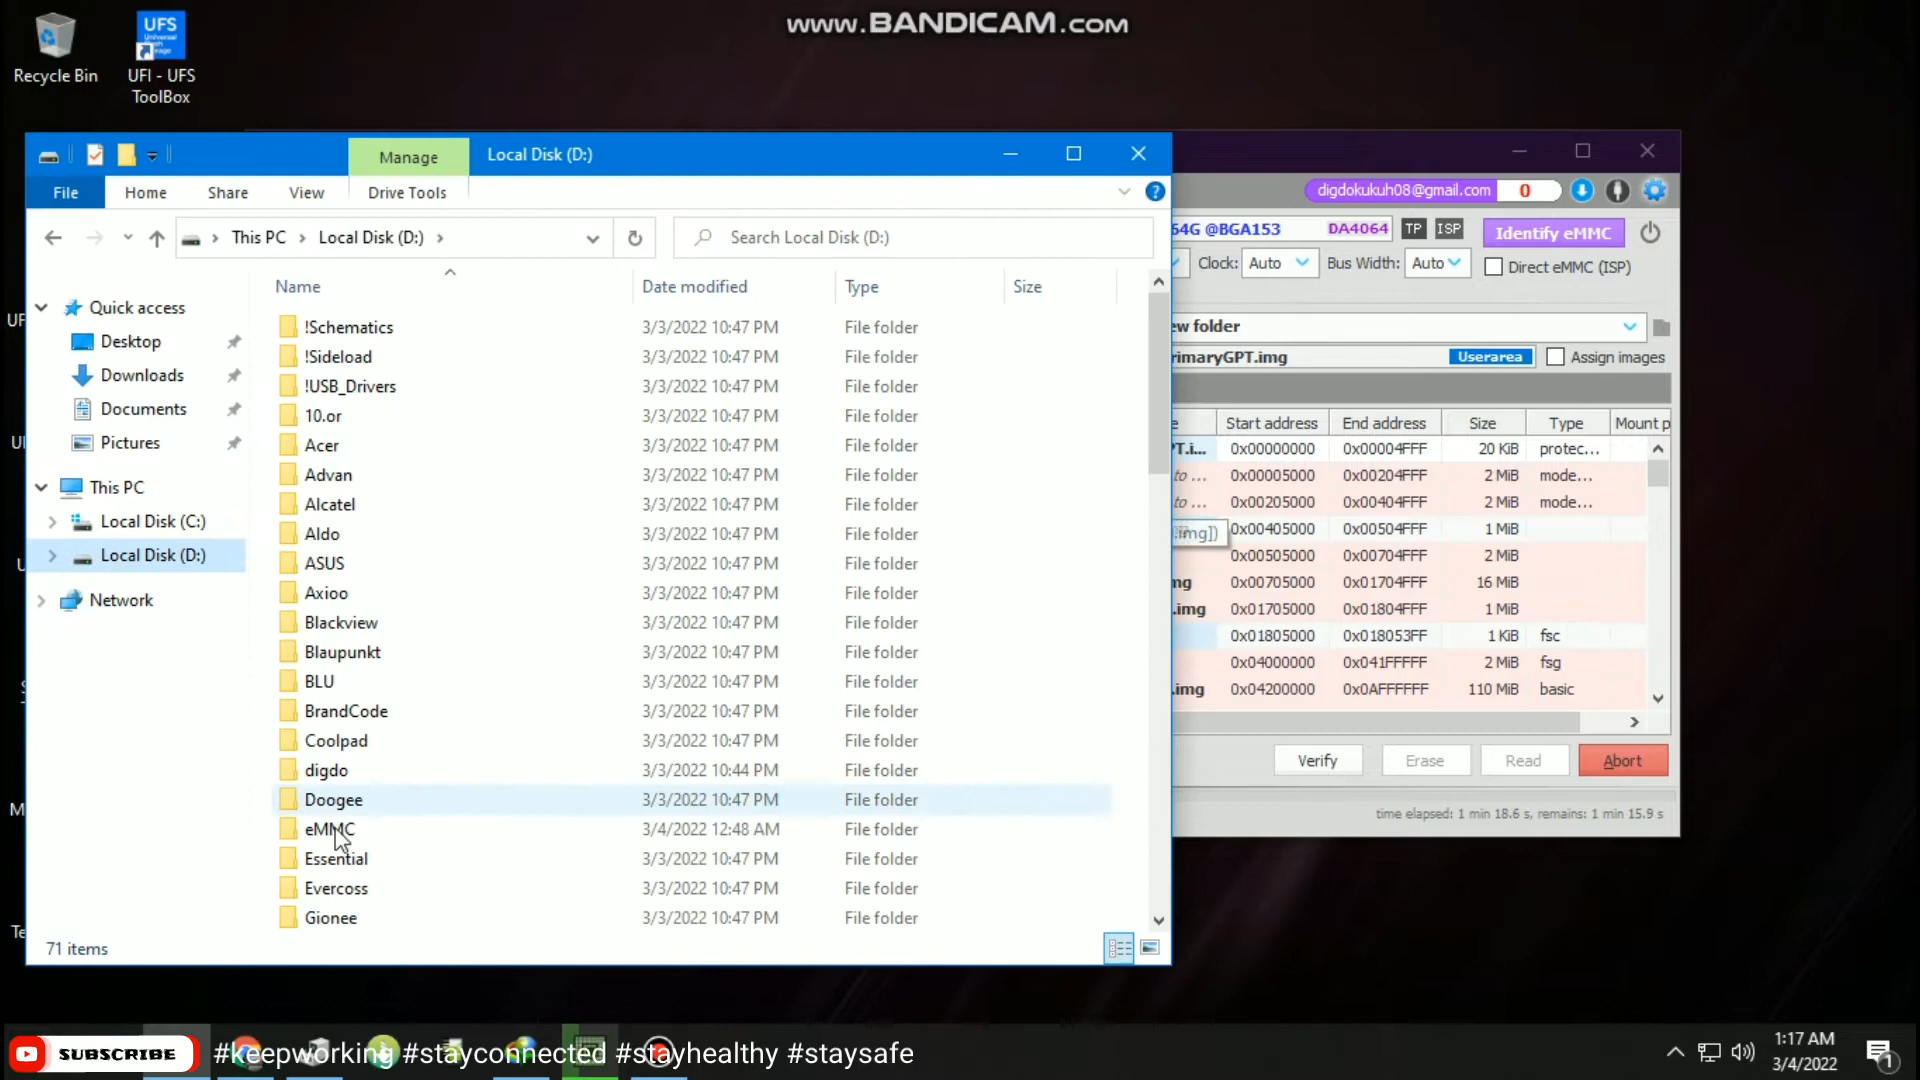 www.BANDICAM.com
Recycle Bin
UFS
UFI - UFS
ToolBox
Manage
Local Disk (D:)
File
Home
Share
View
Drive Tools
This PC
Local Disk (D:)
Search Local Disk (D:)
Name
Date modified
Type
Size
Quick access
Desktop
Downloads
Documents
Pictures
This PC
Local Disk (C:)
Local Disk (D:)
Network
!Schematics 3/3/2022 10:47 PM File folder
!Sideload 3/3/2022 10:47 PM File folder
!USB_Drivers 3/3/2022 10:47 PM File folder
10.or 3/3/2022 10:47 PM File folder
Acer 3/3/2022 10:47 PM File folder
Advan 3/3/2022 10:47 PM File folder
Alcatel 3/3/2022 10:47 PM File folder
Aldo 3/3/2022 10:47 PM File folder
ASUS 3/3/2022 10:47 PM File folder
Axioo 3/3/2022 10:47 PM File folder
Blackview 3/3/2022 10:47 PM File folder
Blaupunkt 3/3/2022 10:47 PM File folder
BLU 3/3/2022 10:47 PM File folder
BrandCode 3/3/2022 10:47 PM File folder
Coolpad 3/3/2022 10:47 PM File folder
digdo 3/3/2022 10:44 PM File folder
Doogee 3/3/2022 10:47 PM File folder
eMMC 3/4/2022 12:48 AM File folder
Essential 3/3/2022 10:47 PM File folder
Evercoss 3/3/2022 10:47 PM File folder
Gionee 3/3/2022 10:47 PM File folder
71 items
digdokukuh08@gmail.com 0
64G @BGA153 DA4064 TP ISP Identify eMMC
Clock: Auto Bus Width: Auto Direct eMMC (ISP)
ew folder
rimaryGPT.img Userarea Assign images
e Start address End address Size Type Mount p
PT.i... 0x00000000 0x00004FFF 20 KiB protec...
to ... 0x00005000 0x00204FFF 2 MiB mode...
to ... 0x00205000 0x00404FFF 2 MiB mode...
img]) 0x00405000 0x00504FFF 1 MiB
0x00505000 0x00704FFF 2 MiB
ng 0x00705000 0x01704FFF 16 MiB
.img 0x01705000 0x01804FFF 1 MiB
0x01805000 0x018053FF 1 KiB fsc
0x04000000 0x041FFFFF 2 MiB fsg
.img 0x04200000 0x0AFFFFFF 110 MiB basic
Verify Erase Read Abort
time elapsed: 1 min 18.6 s, remains: 1 min 15.9 s
SUBSCRIBE
#keepworking #stayconnected #stayhealthy #staysafe
1:17 AM
3/4/2022
1